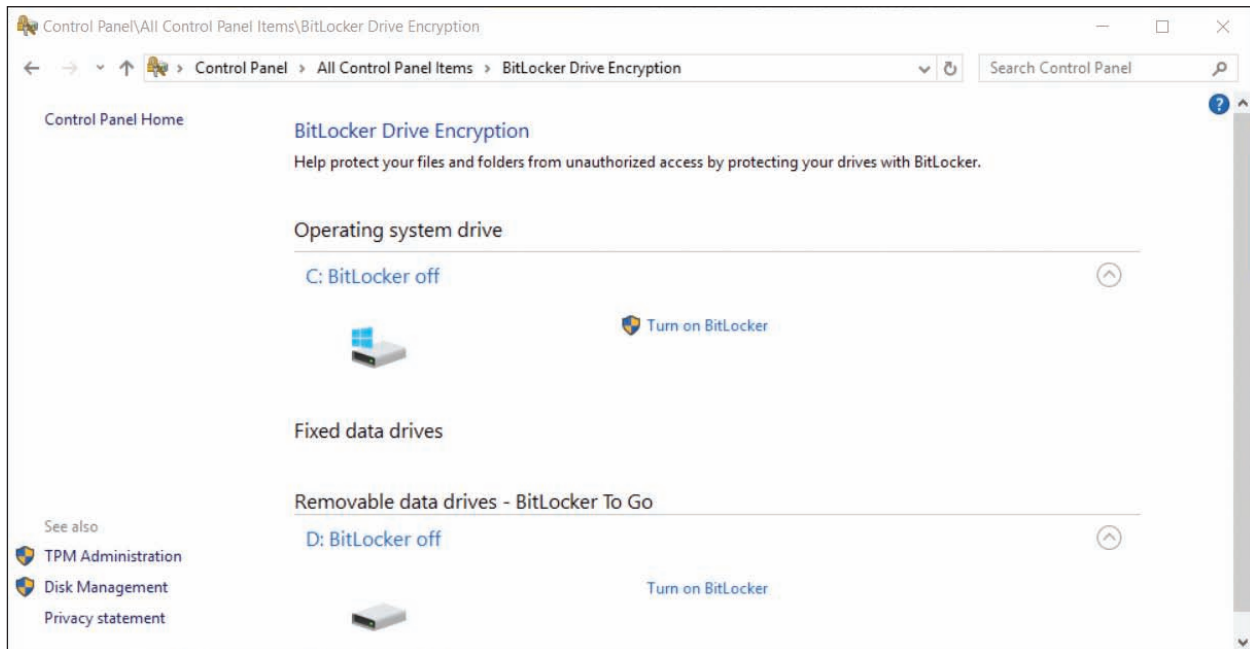 Control Panel\All Control Panel Items\BitLocker Drive Encryption
Control Panel > All Control Panel Items > BitLocker Drive Encryption
Search Control Panel
Control Panel Home
BitLocker Drive Encryption
Help protect your files and folders from unauthorized access by protecting your drives with BitLocker.
Operating system drive
C: BitLocker off
Turn on BitLocker
Fixed data drives
Removable data drives - BitLocker To Go
D: BitLocker off
Turn on BitLocker
See also
TPM Administration
Disk Management
Privacy statement